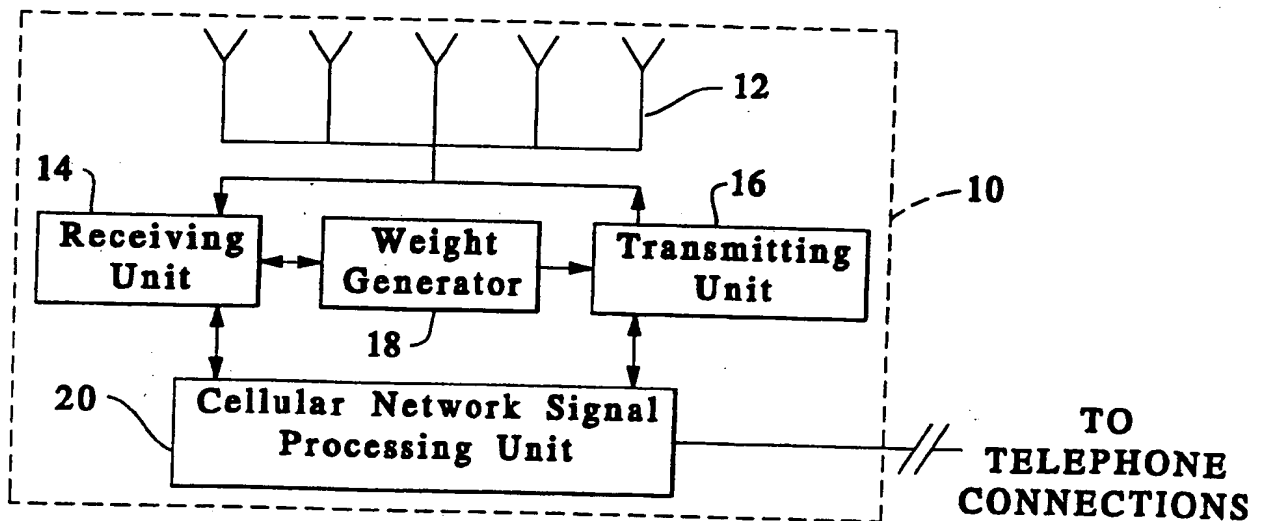 12
14
16
10
Receiving
Unit
Weight
Generator
Transmitting
Unit
18
20
Cellular Network Signal
Processing Unit
TO
TELEPHONE
CONNECTIONS